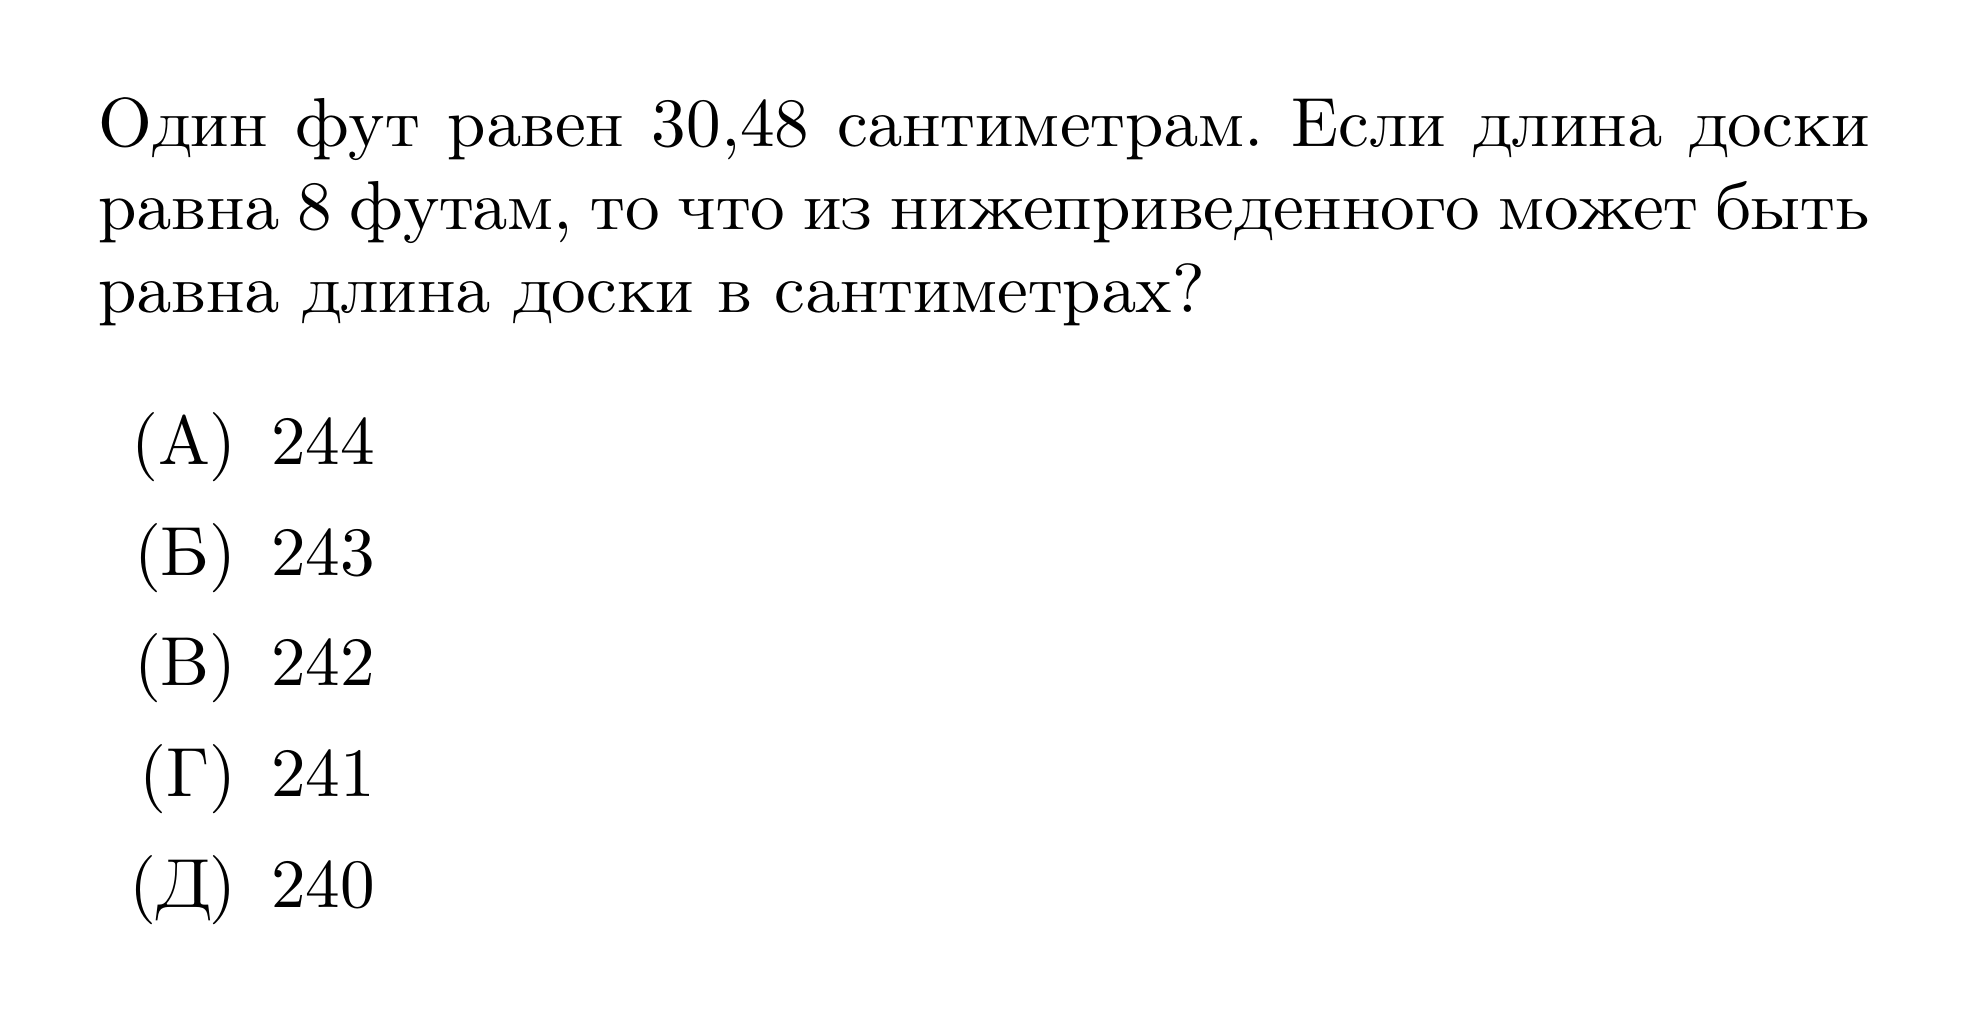 Один фут равен 30,48 сантиметрам. Если длина доски
равна 8 футам, то что из нижеприведенного может быть
равна длина доски в сантиметрах?
(А) 244
(Б) 243
(В) 242
(Г) 241
(Д) 240